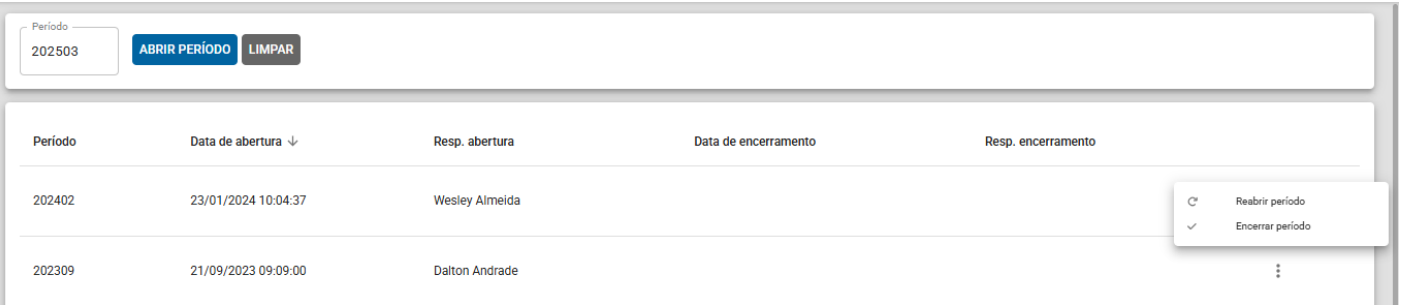 Período
202503
ABRIR PERÍODO
LIMPAR
Período Data de abertura Resp. abertura Data de encerramento Resp. encerramento
202402 23/01/2024 10:04:37 Wesley Almeida
Reabrir período
Encerrar período
202309 21/09/2023 09:09:00 Dalton Andrade